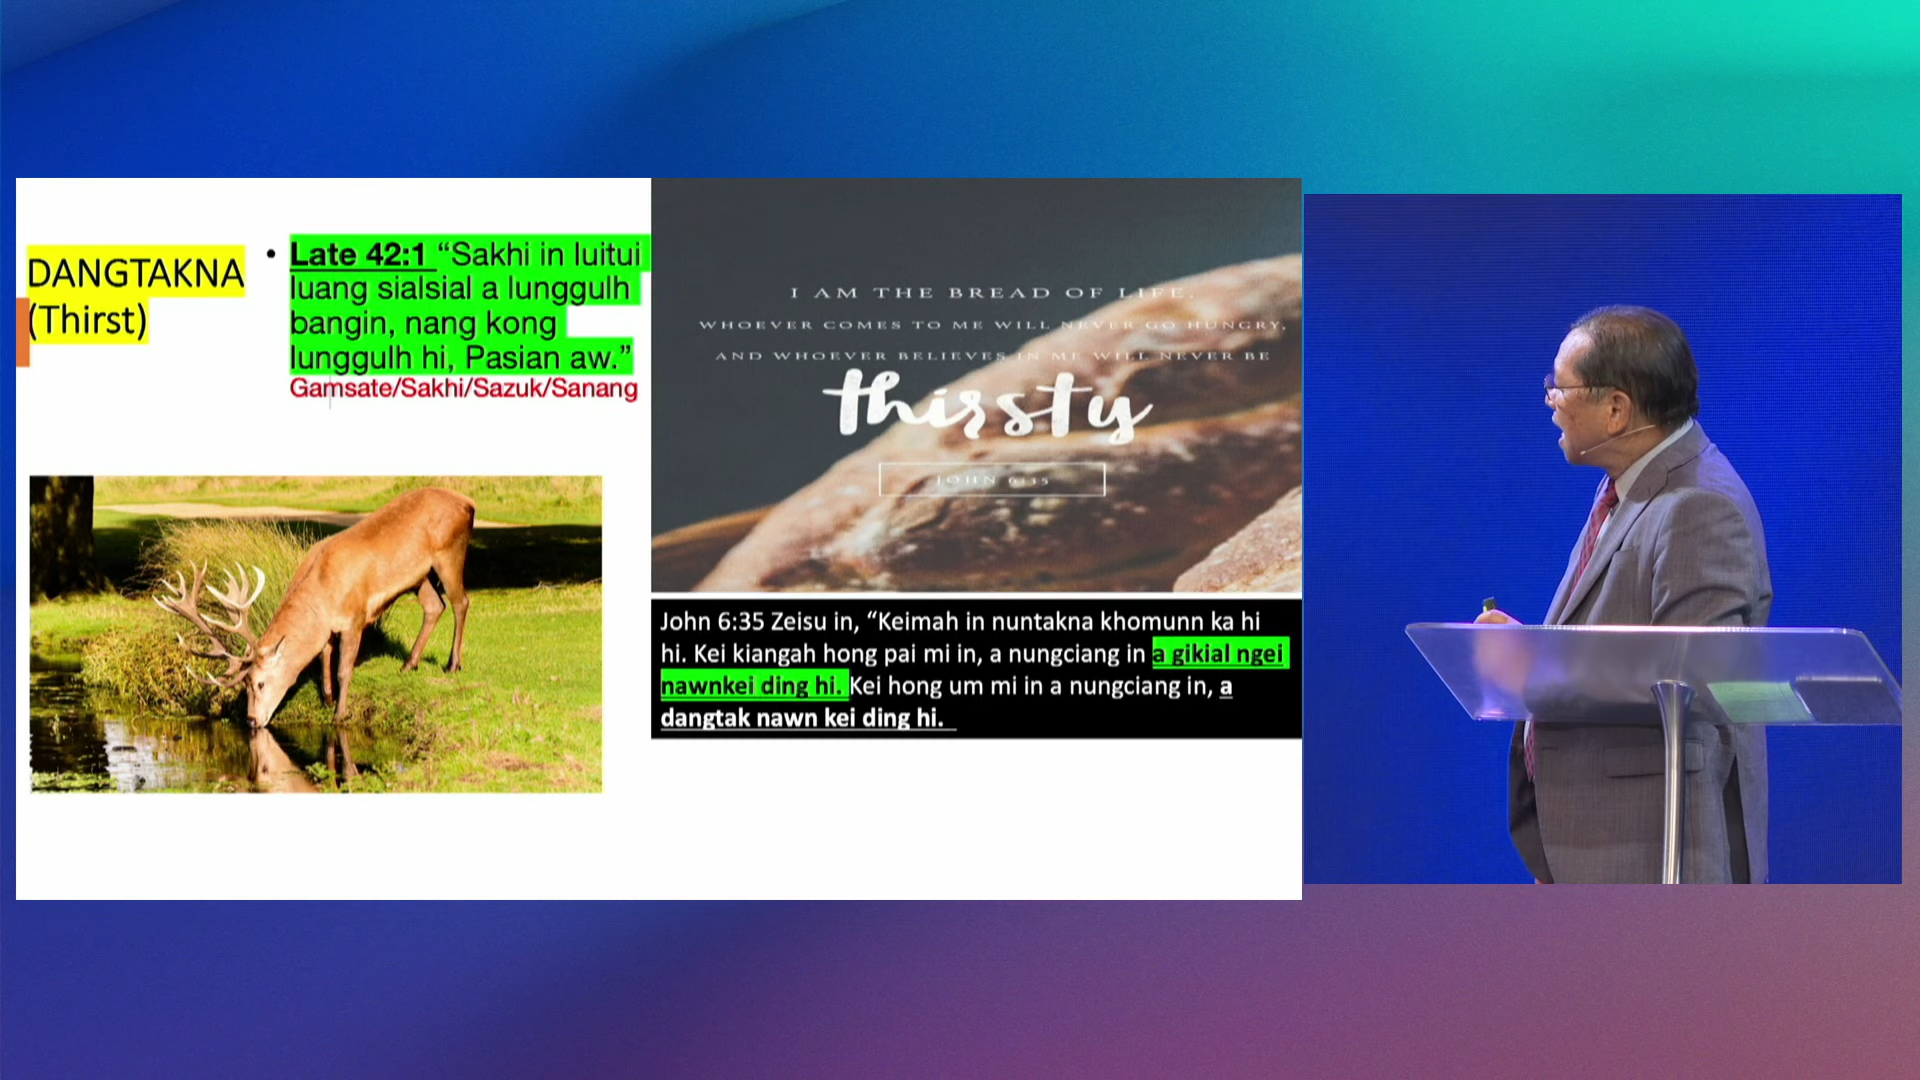 DANGTAKNA
(Thirst)
• Late 42:1 “Sakhi in luitui
luang sialsial a lunggulh
bangin, nang kong
lunggulh hi, Pasian aw.”
Gamsate/Sakhi/Sazuk/Sanang
I AM THE BREAD OF LIFE.
WHOEVER COMES TO ME WILL NEVER GO HUNGRY,
AND WHOEVER BELIEVES IN ME WILL NEVER BE
thirsty
JOHN 6:35
John 6:35 Zeisu in, “Keimah in nuntakna khomunn ka hi
hi. Kei kiangah hong pai mi in, a nungciang in a gikial ngei
nawnkei ding hi. Kei hong um mi in a nungciang in, a
dangtak nawn kei ding hi.